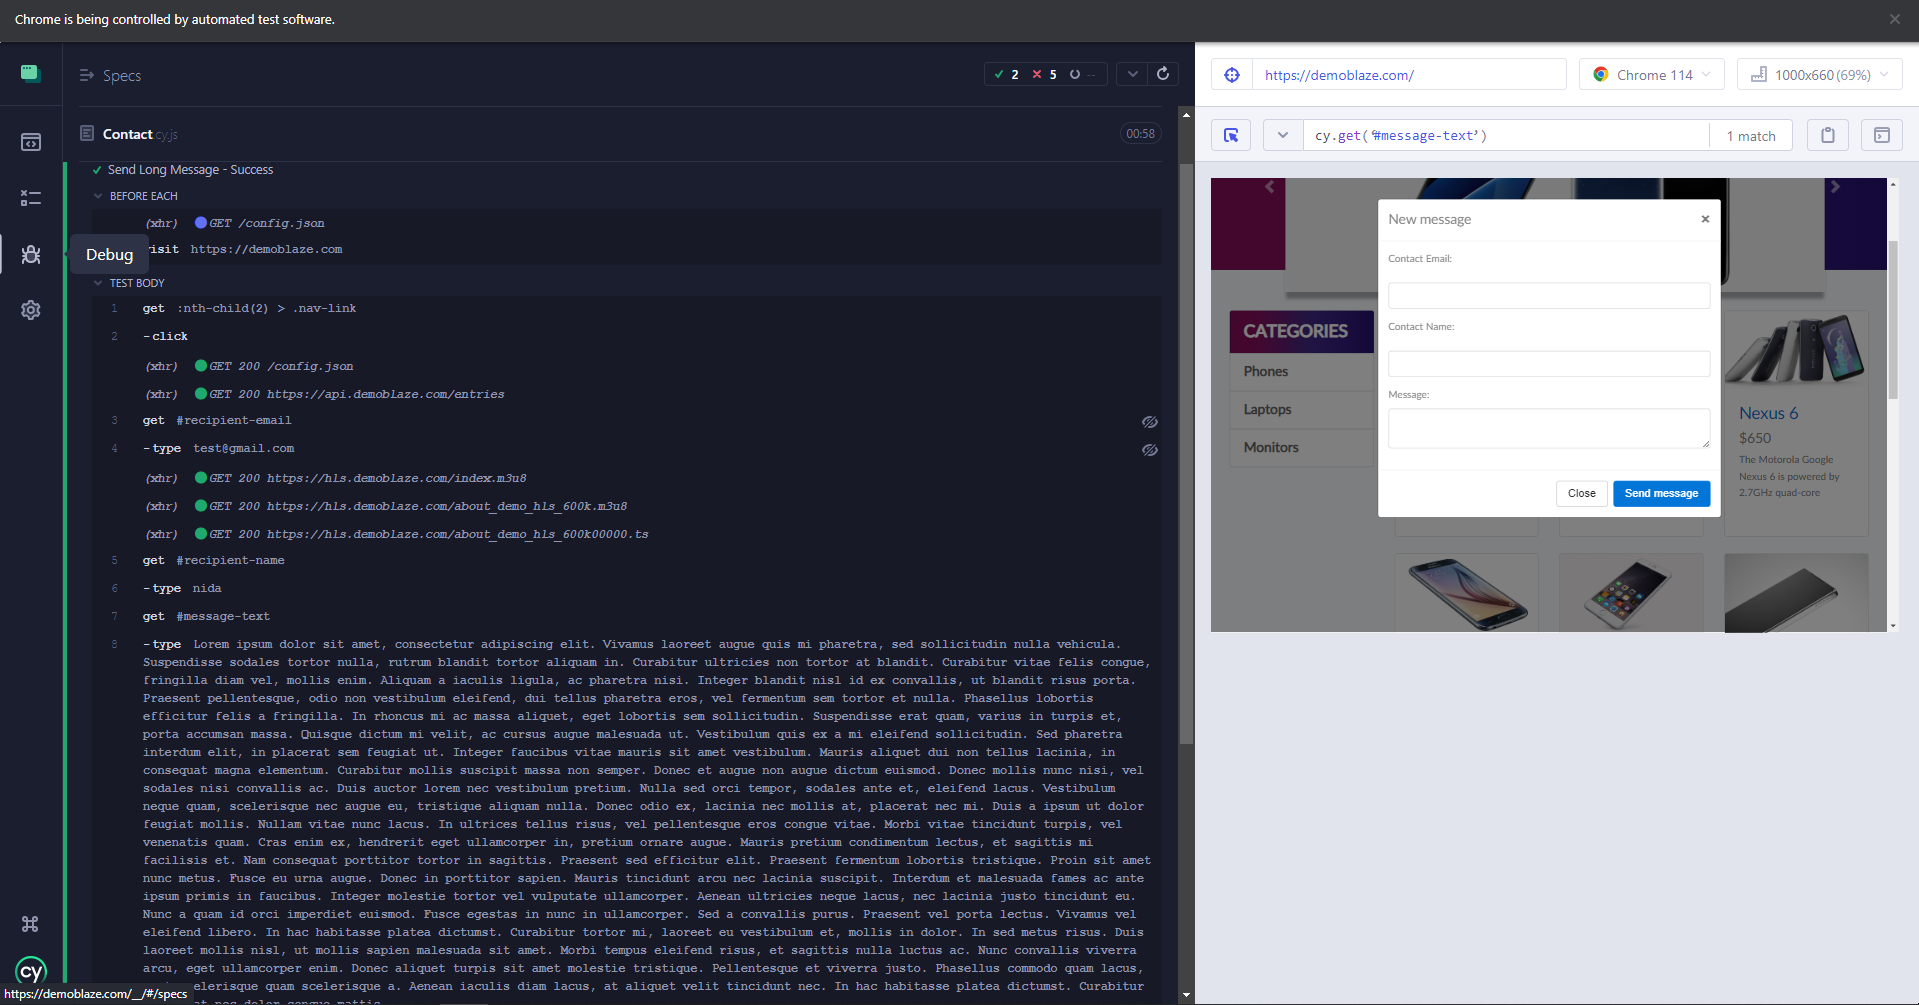 Chrome is being controlled by automated test software.
Specs
2 5 --
Contact cy.js
00:58
Send Long Message - Success
BEFORE EACH
(xhr) GET /config.json
visit https://demoblaze.com
Debug
TEST BODY
1 get :nth-child(2) > .nav-link
2 -click
(xhr) GET 200 /config.json
(xhr) GET 200 https://api.demoblaze.com/entries
3 get #recipient-email
4 -type test@gmail.com
(xhr) GET 200 https://hls.demoblaze.com/index.m3u8
(xhr) GET 200 https://hls.demoblaze.com/about_demo_hls_600k.m3u8
(xhr) GET 200 https://hls.demoblaze.com/about_demo_hls_600k00000.ts
5 get #recipient-name
6 -type nida
7 get #message-text
8 -type Lorem ipsum dolor sit amet, consectetur adipiscing elit. Vivamus laoreet augue quis mi pharetra, sed sollicitudin nulla vehicula.
Suspendisse sodales tortor nulla, rutrum blandit tortor aliquam in. Curabitur ultricies non tortor at blandit. Curabitur vitae felis congue,
fringilla diam vel, mollis enim. Aliquam a iaculis ligula, ac pharetra nisi. Integer blandit nisl id ex convallis, ut blandit risus porta.
Praesent pellentesque, odio non vestibulum eleifend, dui tellus pharetra eros, vel fermentum sem tortor et nulla. Phasellus lobortis
efficitur felis a fringilla. In rhoncus mi ac massa aliquet, eget lobortis sem sollicitudin. Suspendisse erat quam, varius in turpis et,
porta accumsan massa. Quisque dictum mi velit, ac cursus augue malesuada ut. Vestibulum quis ex a mi eleifend sollicitudin. Sed pharetra
interdum elit, in placerat sem feugiat ut. Integer faucibus vitae mauris sit amet vestibulum. Mauris aliquet dui non tellus lacinia, in
consequat magna elementum. Curabitur mollis suscipit massa non semper. Donec et augue non augue dictum euismod. Donec mollis nunc nisi, vel
sodales nisi convallis ac. Duis auctor lorem nec vestibulum pretium. Nulla sed orci tempor, sodales ante et, eleifend lacus. Vestibulum
neque quam, scelerisque nec augue eu, tristique aliquam nulla. Donec odio ex, lacinia nec mollis at, placerat nec mi. Duis a ipsum ut dolor
feugiat mollis. Nullam vitae nunc lacus. In ultrices tellus risus, vel pellentesque eros congue vitae. Morbi vitae tincidunt turpis, vel
venenatis quam. Cras enim ex, hendrerit eget ullamcorper in, pretium ornare augue. Mauris pretium condimentum lectus, et sagittis mi
facilisis et. Nam consequat porttitor tortor in sagittis. Praesent sed efficitur elit. Praesent fermentum lobortis tristique. Proin sit amet
nunc metus. Fusce eu urna augue. Donec in porttitor sapien. Mauris tincidunt arcu nec lacinia suscipit. Interdum et malesuada fames ac ante
ipsum primis in faucibus. Integer molestie tortor vel vulputate ullamcorper. Aenean ultricies neque lacus, nec lacinia justo tincidunt eu.
Nunc a quam id orci imperdiet euismod. Fusce egestas in nunc in ullamcorper. Sed a convallis purus. Praesent vel porta lectus. Vivamus vel
eleifend libero. In hac habitasse platea dictumst. Curabitur tortor mi, laoreet eu vestibulum et, mollis in dolor. In sed metus risus. Duis
laoreet mollis nisl, ut mollis sapien malesuada sit amet. Morbi tempus eleifend risus, et sagittis nulla luctus ac. Nunc convallis viverra
arcu, eget ullamcorper enim. Donec aliquet turpis sit amet molestie tristique. Pellentesque et viverra justo. Phasellus commodo quam lacus,
elerisque quam scelerisque a. Aenean iaculis diam lacus, at aliquet velit tincidunt nec. In hac habitasse platea dictumst. Curabitur
cy
https://demoblaze.com/__/#/specs
https://demoblaze.com/
Chrome 114
1000x660 (69%)
cy.get('#message-text')
1 match
New message ×
Contact Email:
Contact Name:
Message:
Close Send message
CATEGORIES
Phones
Laptops
Monitors
Nexus 6
$650
The Motorola Google
Nexus 6 is powered by
2.7GHz quad-core